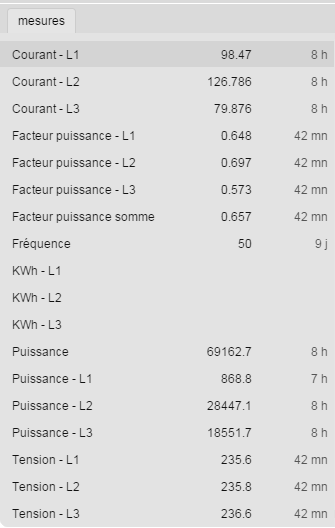 mesures
Courant - L1 98.47 8 h
Courant - L2 126.786 8 h
Courant - L3 79.876 8 h
Facteur puissance - L1 0.648 42 mn
Facteur puissance - L2 0.697 42 mn
Facteur puissance - L3 0.573 42 mn
Facteur puissance somme 0.657 42 mn
Fréquence 50 9 j
KWh - L1
KWh - L2
KWh - L3
Puissance 69162.7 8 h
Puissance - L1 868.8 7 h
Puissance - L2 28447.1 8 h
Puissance - L3 18551.7 8 h
Tension - L1 235.6 42 mn
Tension - L2 235.8 42 mn
Tension - L3 236.6 42 mn